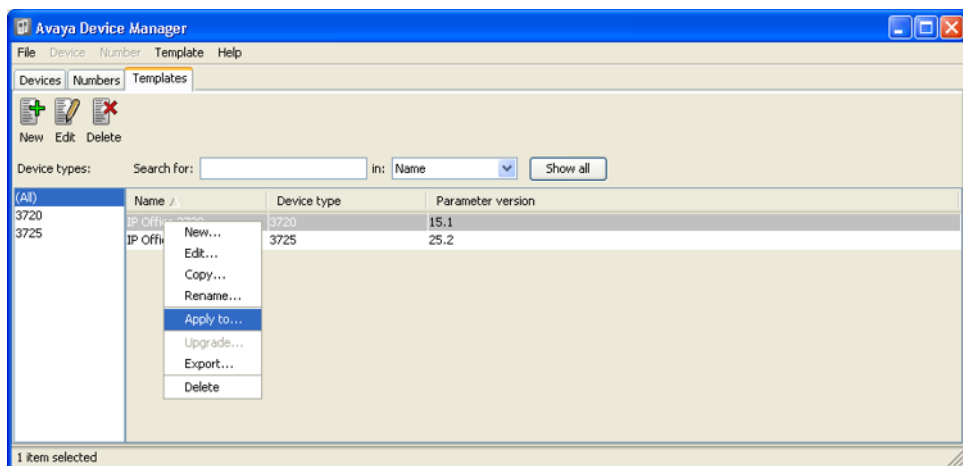 Avaya Device Manager
File Device Number Template Help
Devices Numbers Templates
New Edit Delete
Device types: Search for: in: Name Show all
(All) Name Device type Parameter version
3720 IP Office 3720 3720 15.1
3725 IP Offi 3725 25.2
New...
Edit...
Copy...
Rename...
Apply to...
Upgrade...
Export...
Delete
1 item selected